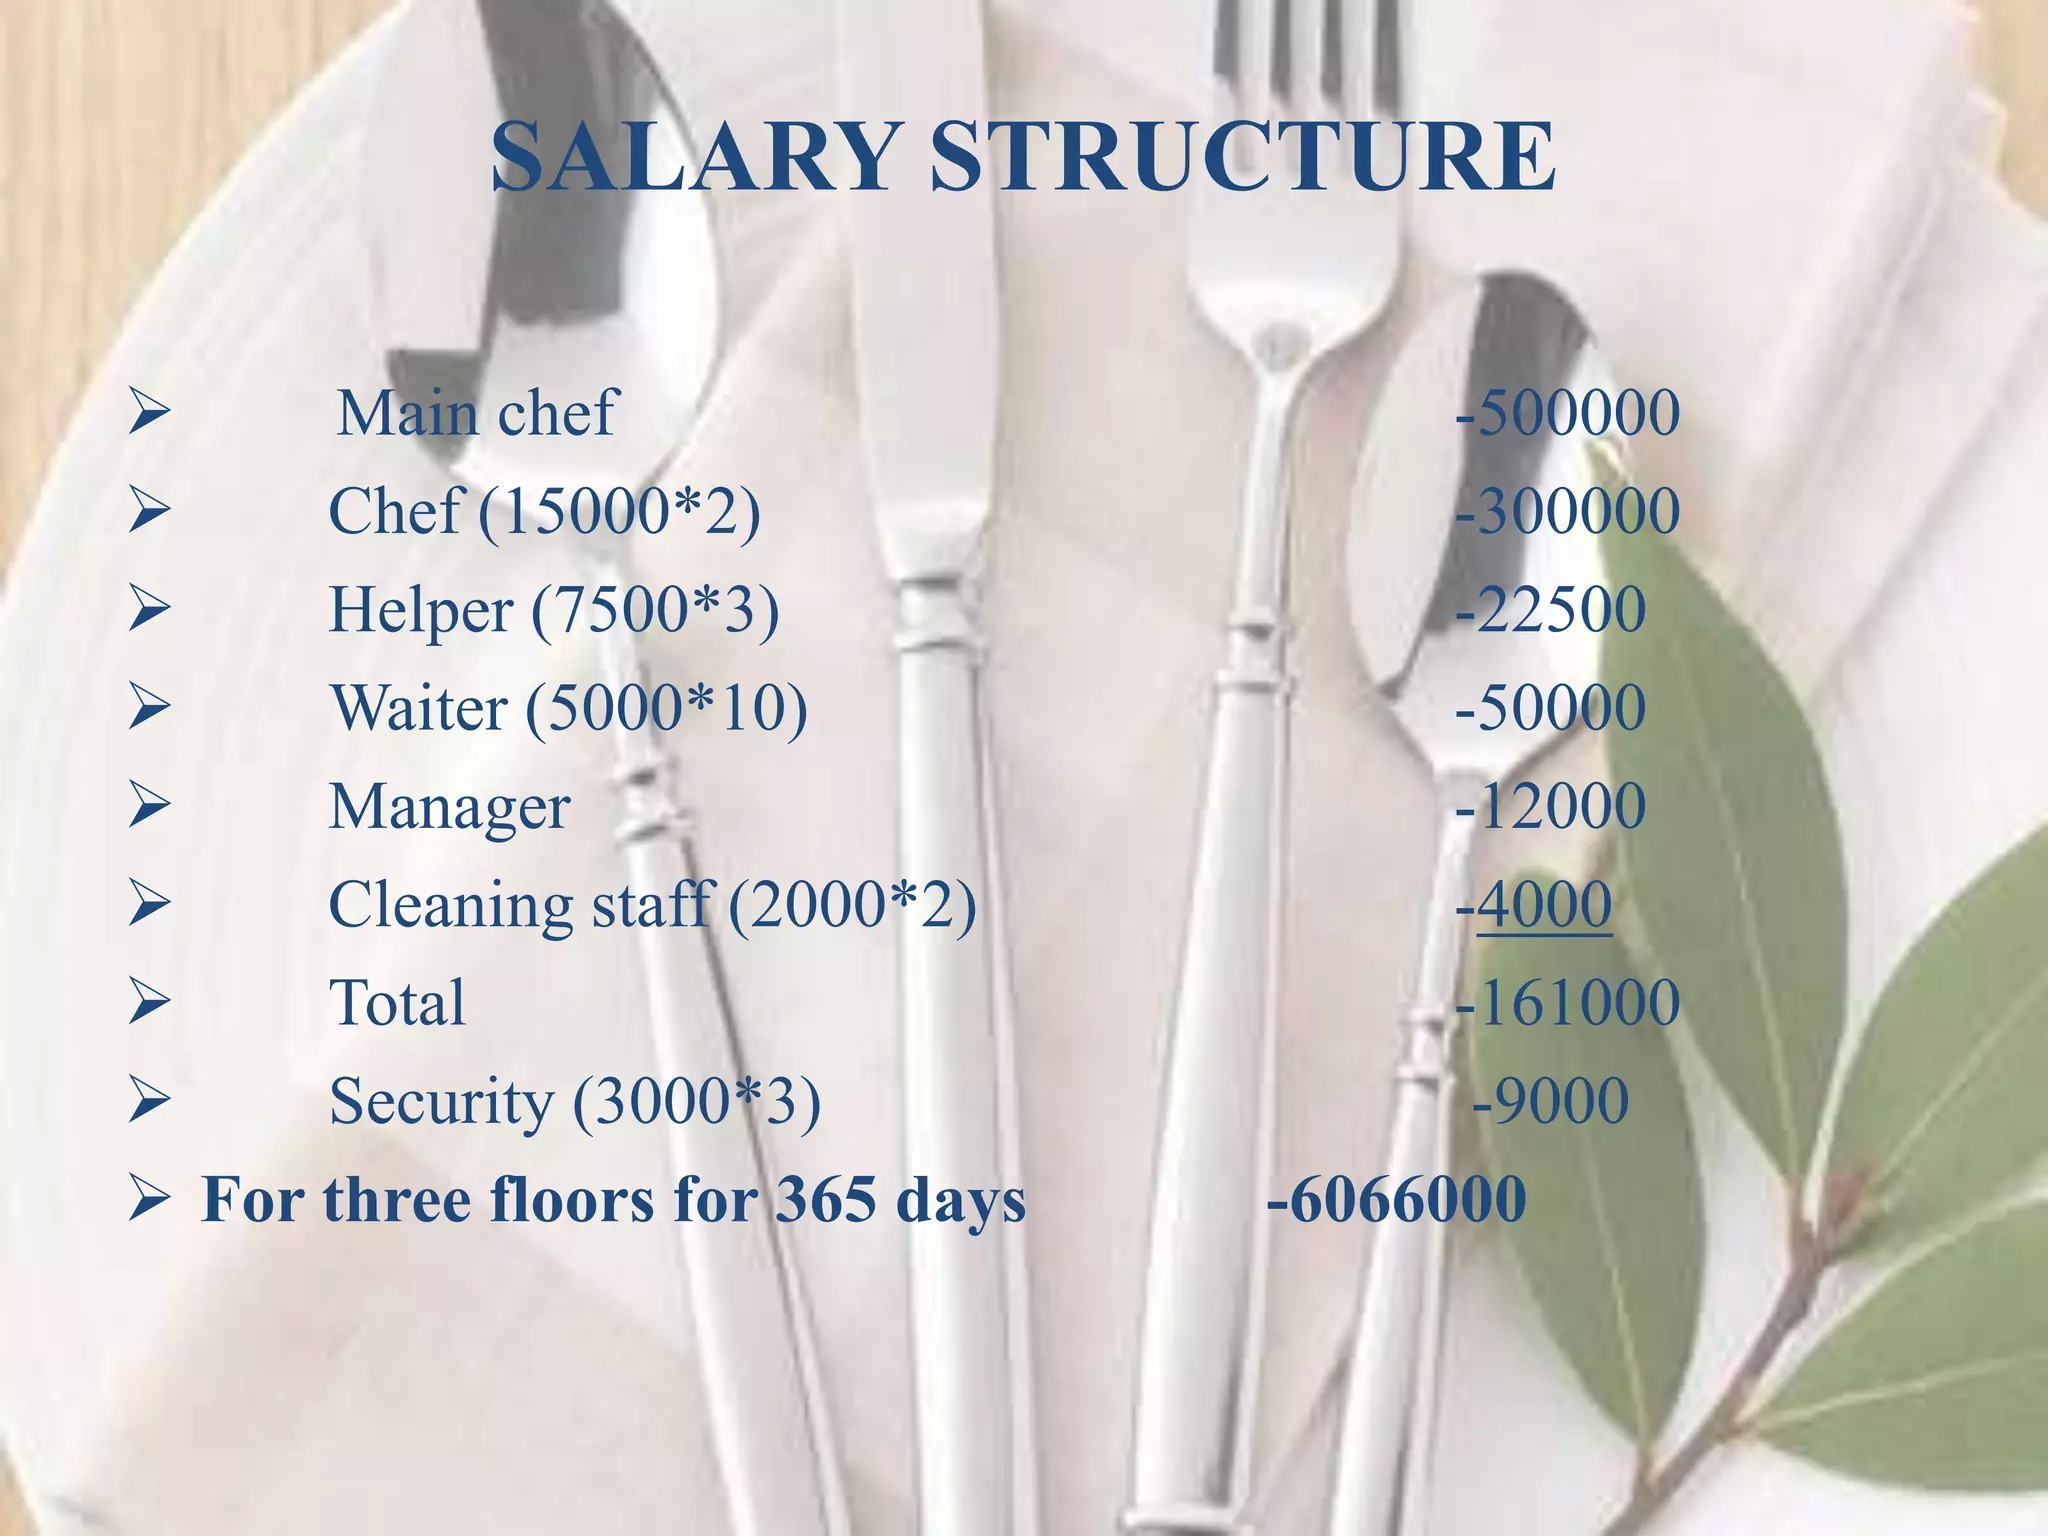 SALARY STRUCTURE
➢ Main chef -500000
➢ Chef (15000*2) -300000
➢ Helper (7500*3) -22500
➢ Waiter (5000*10) -50000
➢ Manager -12000
➢ Cleaning staff (2000*2) -4000
➢ Total -161000
➢ Security (3000*3) -9000
➢ For three floors for 365 days -6066000